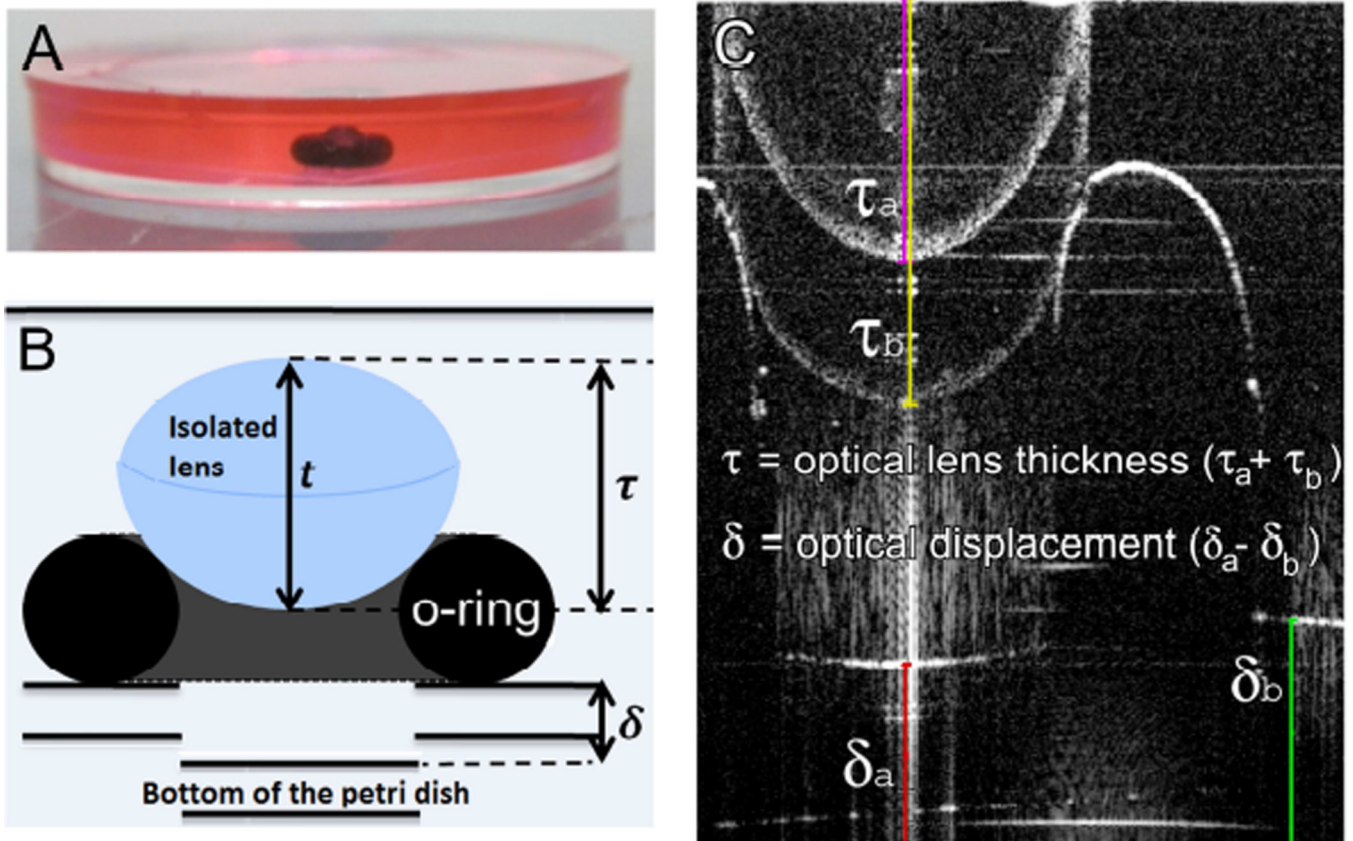 A
B
Isolated
lens
t
τ
o-ring
δ
Bottom of the petri dish
C
τa
τb
τ = optical lens thickness (τa+ τb)
δ = optical displacement (δa- δb)
δb
δa